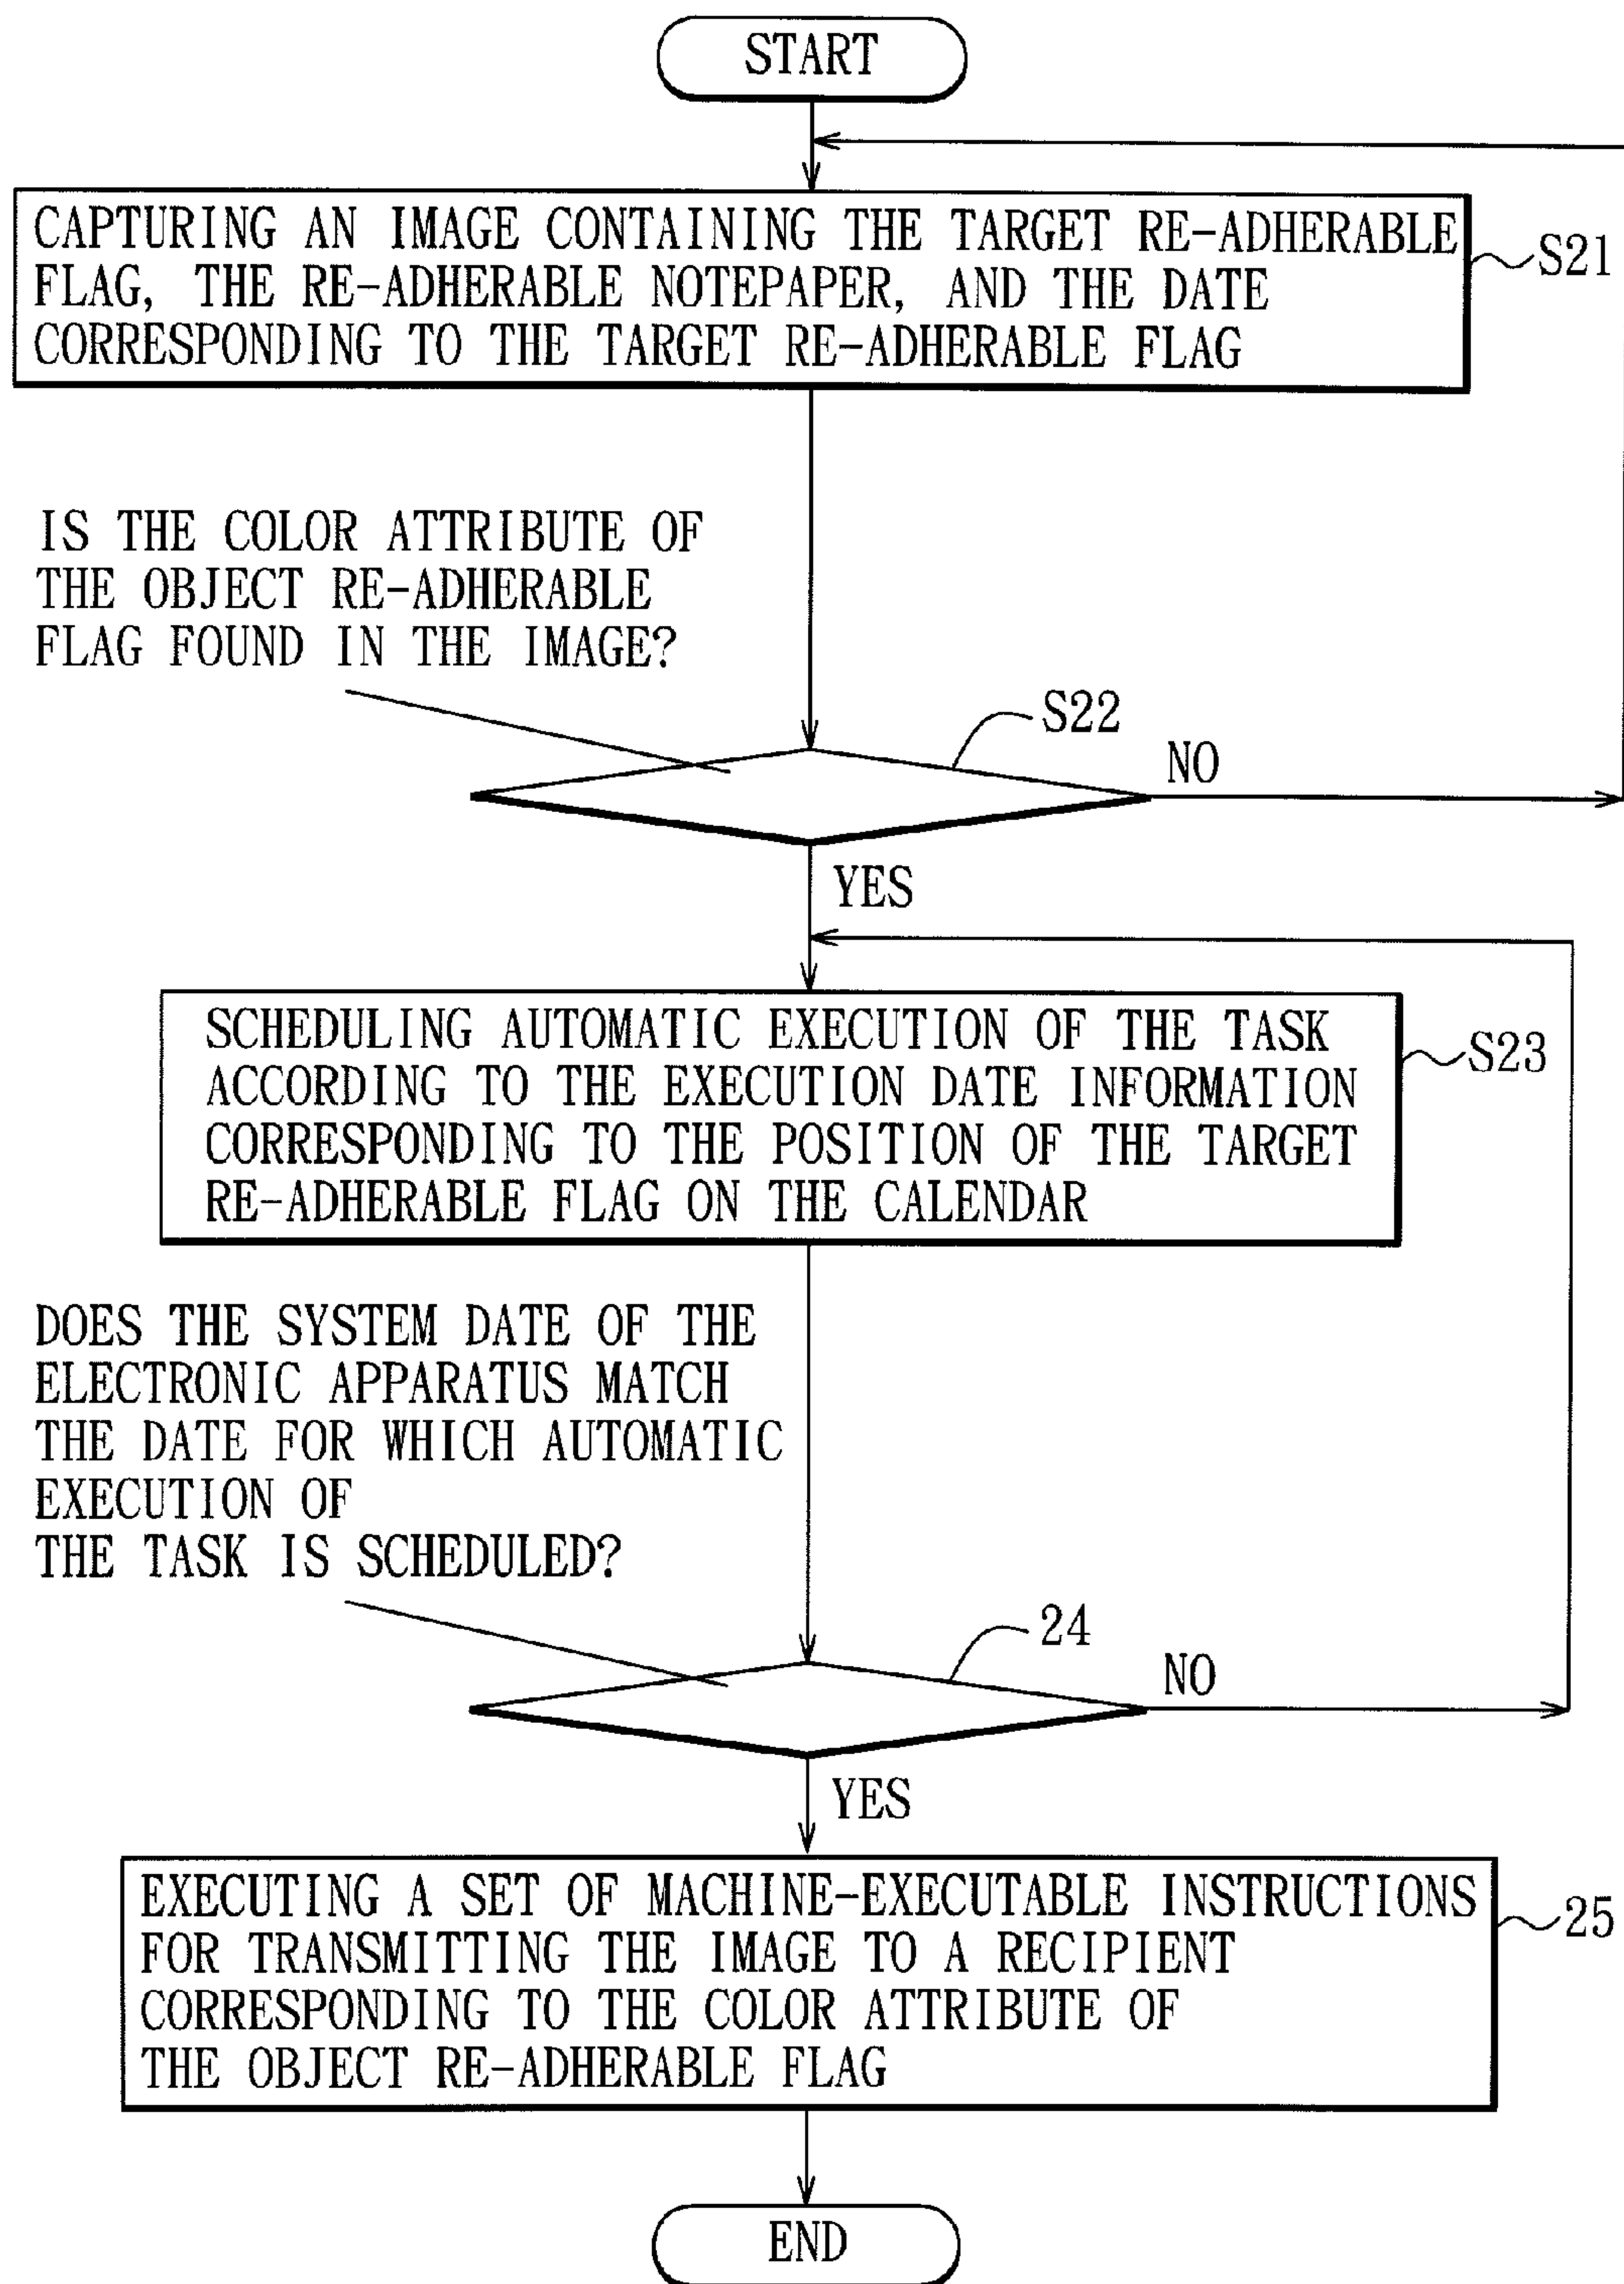 START
CAPTURING AN IMAGE CONTAINING THE TARGET RE-ADHERABLE
FLAG, THE RE-ADHERABLE NOTEPAPER, AND THE DATE
CORRESPONDING TO THE TARGET RE-ADHERABLE FLAG
S21
IS THE COLOR ATTRIBUTE OF
THE OBJECT RE-ADHERABLE
FLAG FOUND IN THE IMAGE?
S22
NO
YES
SCHEDULING AUTOMATIC EXECUTION OF THE TASK
ACCORDING TO THE EXECUTION DATE INFORMATION
CORRESPONDING TO THE POSITION OF THE TARGET
RE-ADHERABLE FLAG ON THE CALENDAR
S23
DOES THE SYSTEM DATE OF THE
ELECTRONIC APPARATUS MATCH
THE DATE FOR WHICH AUTOMATIC
EXECUTION OF
THE TASK IS SCHEDULED?
24
NO
YES
EXECUTING A SET OF MACHINE-EXECUTABLE INSTRUCTIONS
FOR TRANSMITTING THE IMAGE TO A RECIPIENT
CORRESPONDING TO THE COLOR ATTRIBUTE OF
THE OBJECT RE-ADHERABLE FLAG
25
END